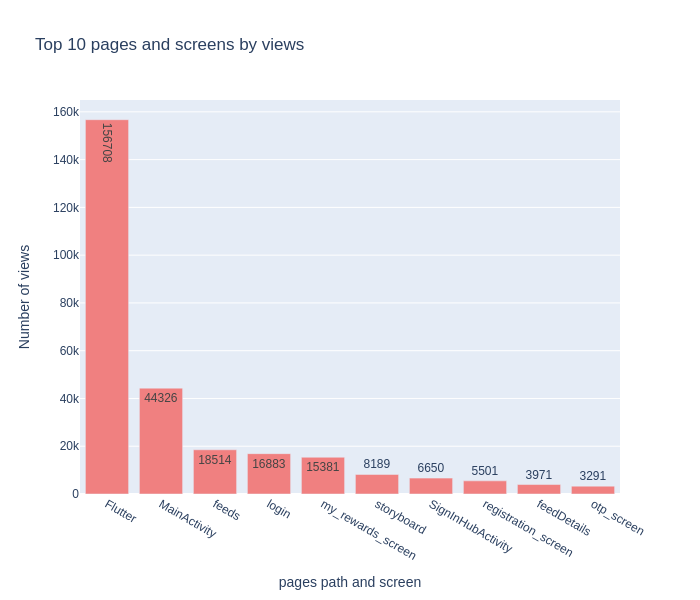 Top 10 pages and screens by views
Number of views
160k
140k
120k
100k
80k
60k
40k
20k
0
156708
44326
18514
16883
15381
8189
6650
5501
3971
3291
Flutter
MainActivity
feeds
login
my_rewards_screen
storyboard
SignInHubActivity
registration_screen
feedDetails
otp_screen
pages path and screen